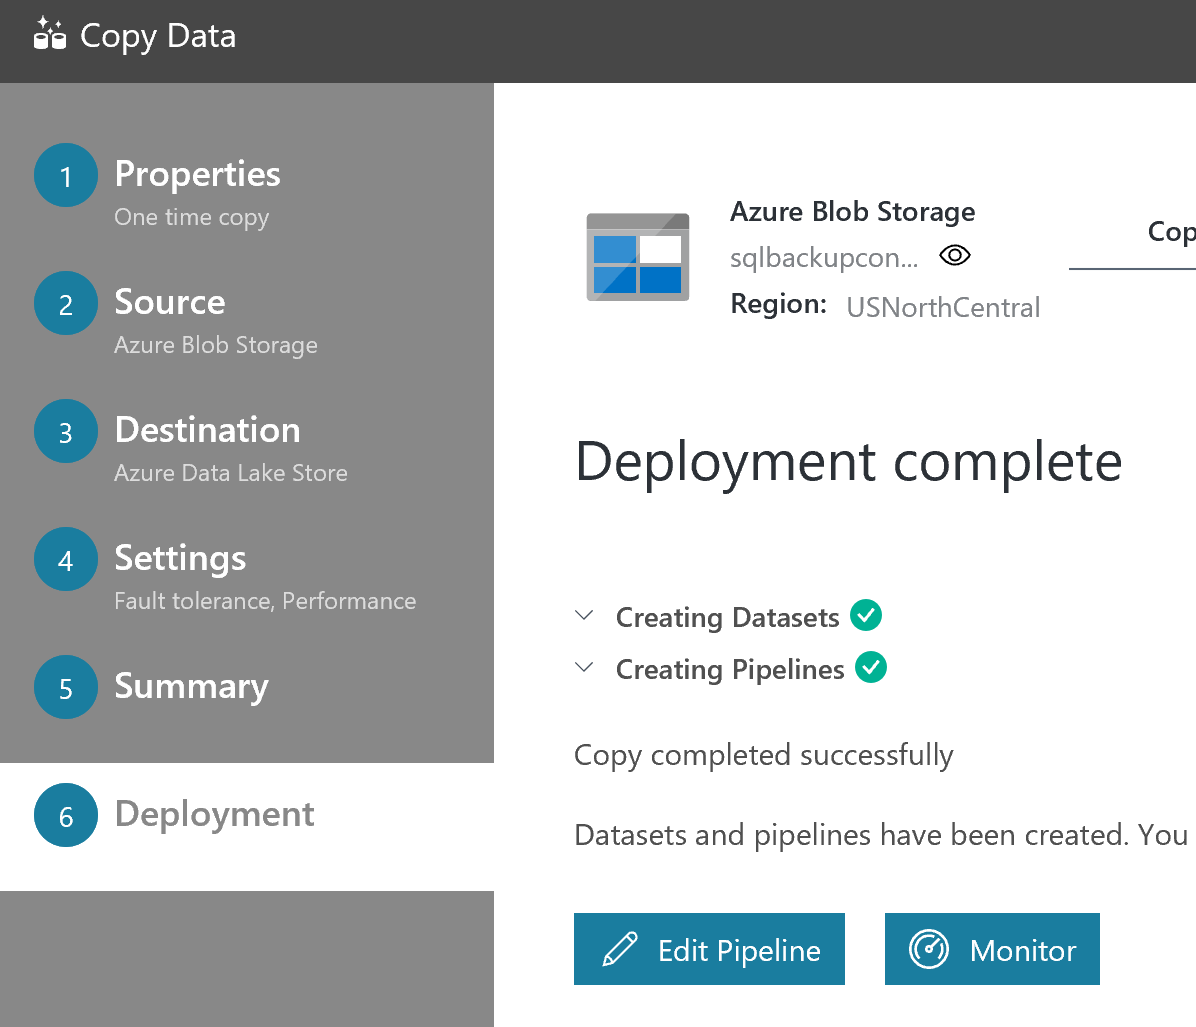 Copy Data
1 Properties
One time copy
2 Source
Azure Blob Storage
3 Destination
Azure Data Lake Store
4 Settings
Fault tolerance, Performance
5 Summary
6 Deployment
Azure Blob Storage
sqlbackupcon...
Region: USNorthCentral
Cop
Deployment complete
Creating Datasets
Creating Pipelines
Copy completed successfully
Datasets and pipelines have been created. You
Edit Pipeline
Monitor